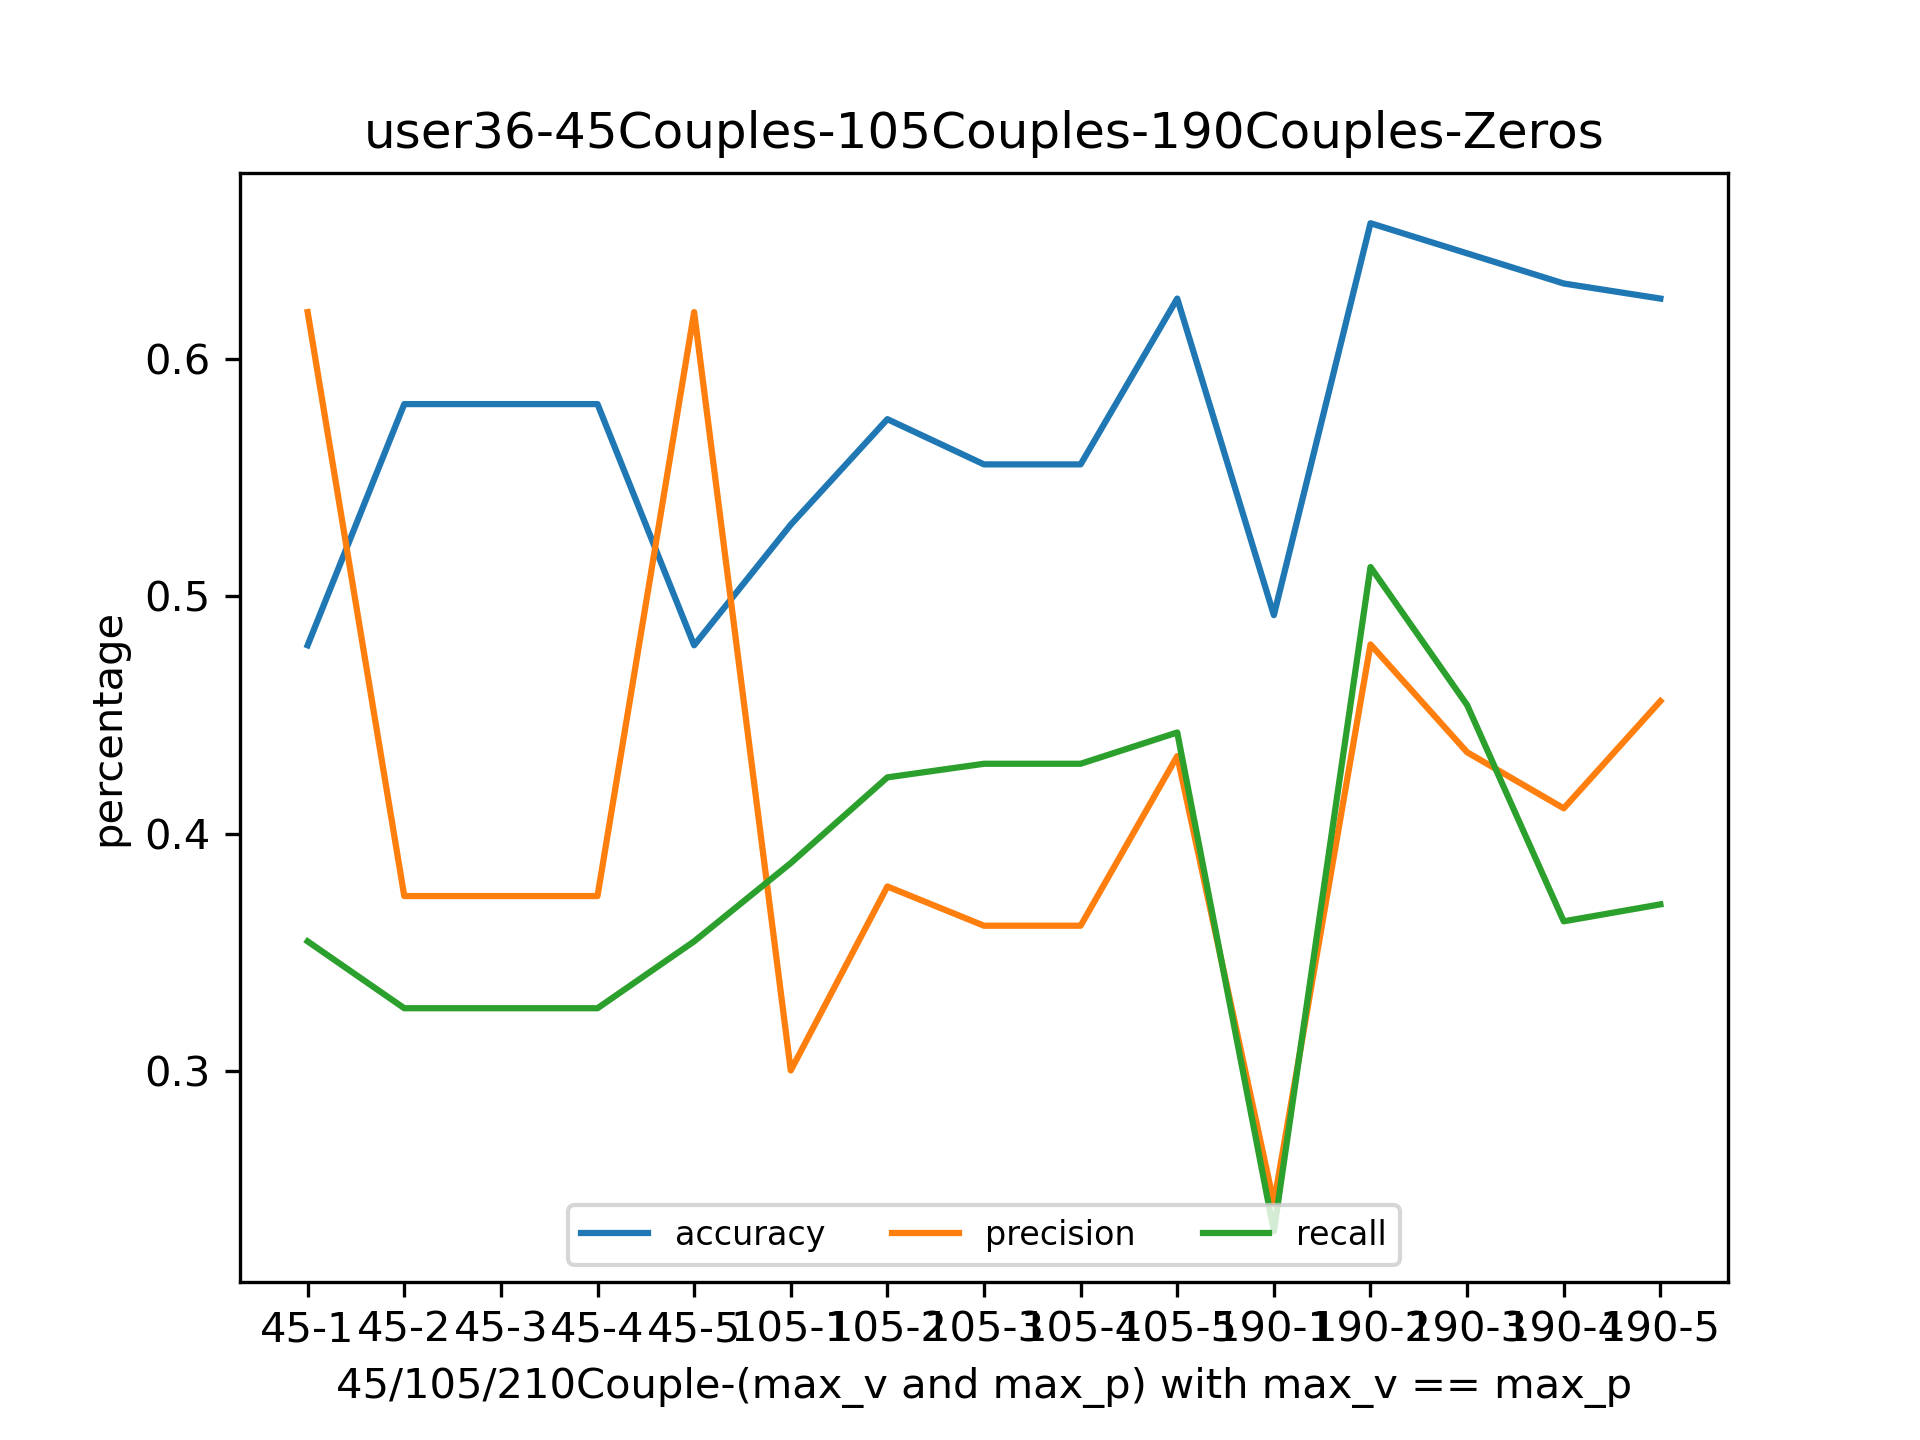 user36-45Couples-105Couples-190Couples-Zeros
percentage
0.6
0.5
0.4
0.3
accuracy precision recall
45-1 45-2 45-3 45-4 45-5 105-1 105-2 105-3 105-4 105-5 190-1 190-2 190-3 190-4 190-5
45/105/210Couple-(max_v and max_p) with max_v == max_p